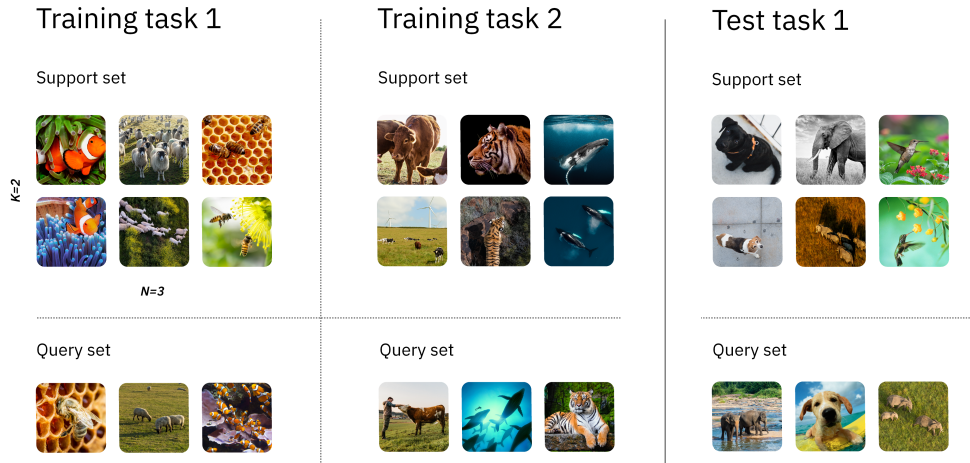 Training task 1
Training task 2
Test task 1
Support set
Support set
Support set
K=2
N=3
Query set
Query set
Query set